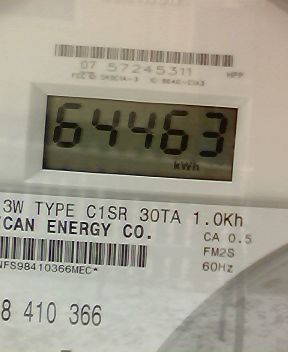 07 57245311 HPP
64463
kWh
3W TYPE C1SR 30TA 1.0Kh
CAN ENERGY CO. CA 0.5
FM2S
NFS98410366MEC* 60Hz
8 410 366